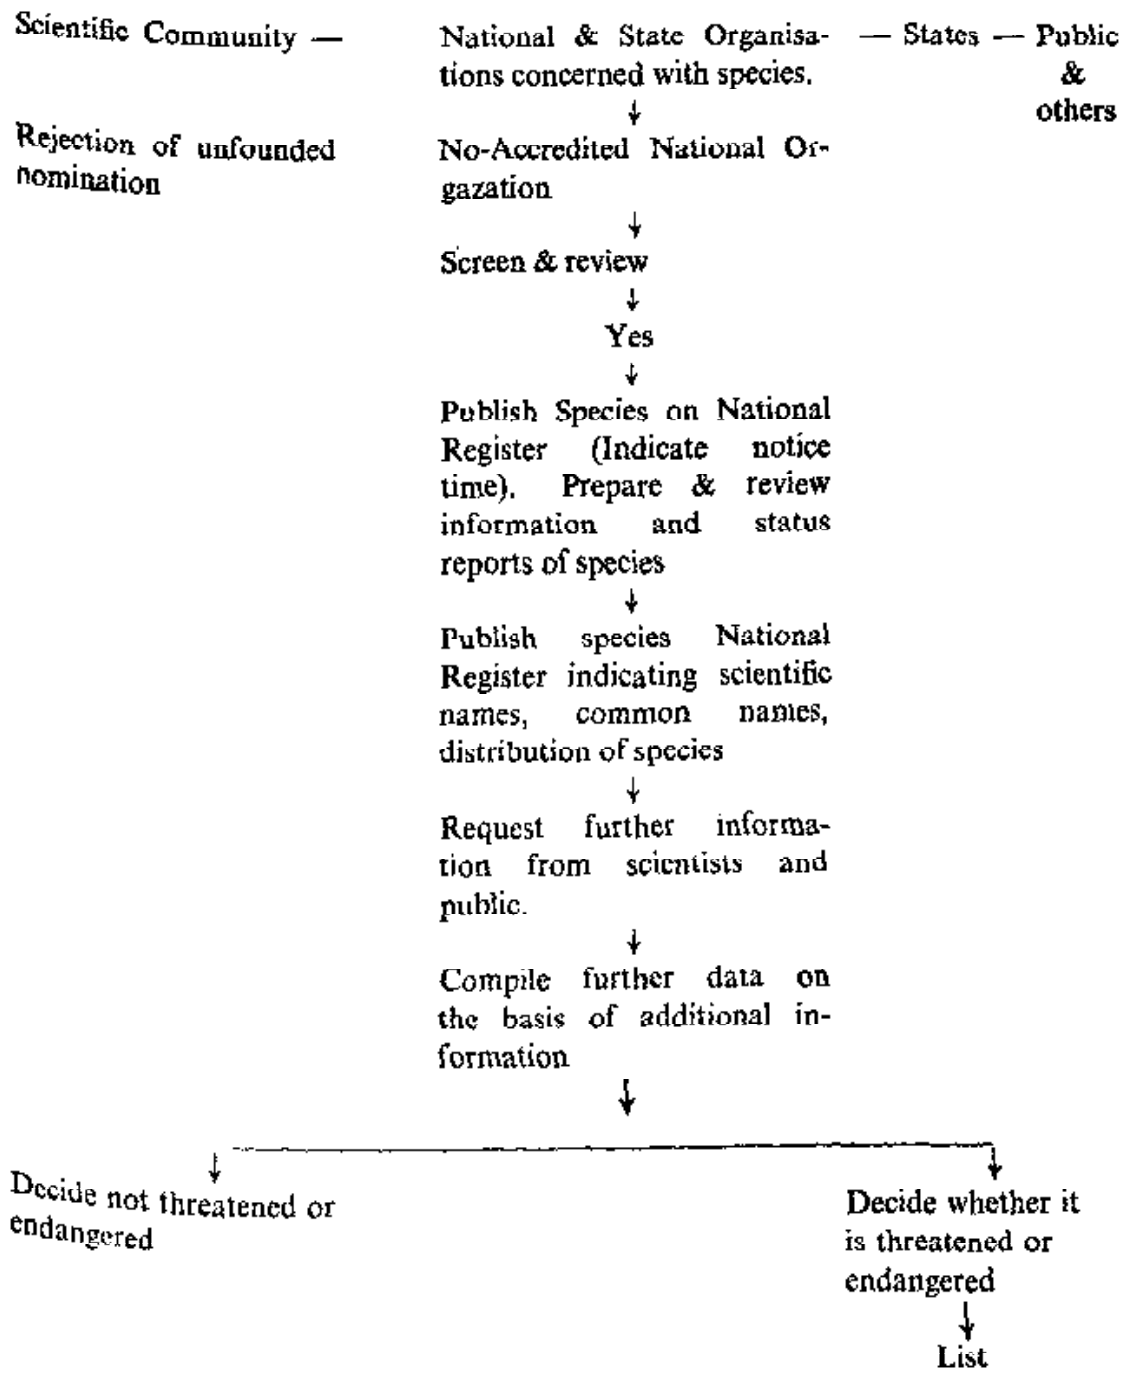 Scientific Community — National & State Organisa- — States — Public
tions concerned with species. &
others
↓
Rejection of unfounded
nomination
No-Accredited National Or-
gazation
↓
Screen & review
↓
Yes
↓
Publish Species on National
Register (Indicate notice
time). Prepare & review
information and status
reports of species
↓
Publish species National
Register indicating scientific
names, common names,
distribution of species
↓
Request further informa-
tion from scientists and
public.
↓
Compile further data on
the basis of additional in-
formation
↓
Decide not threatened or
endangered
Decide whether it
is threatened or
endangered
↓
List